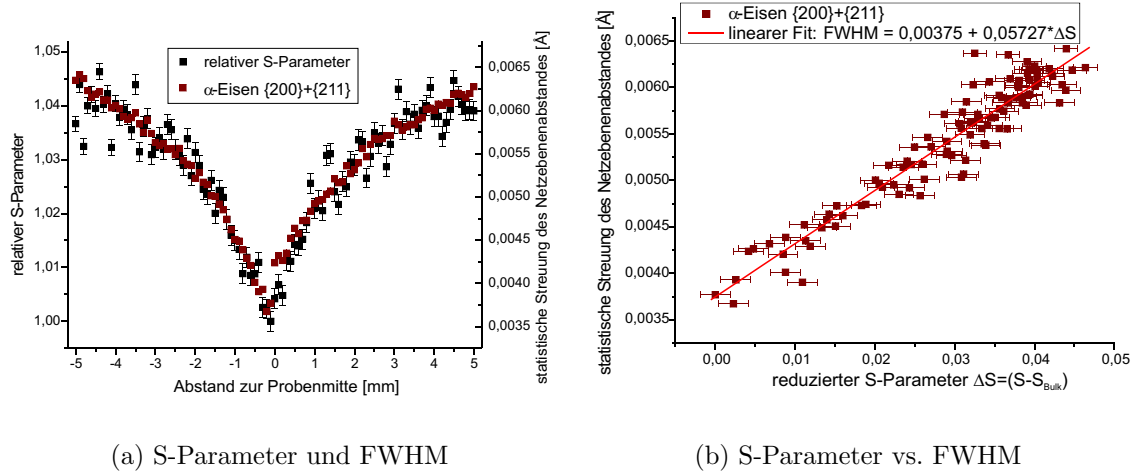 1,05
1,04
1,03
1,02
1,01
1,00
relativer S-Parameter
relativer S-Parameter
α-Eisen {200}+{211}
0,0065
0,0060
0,0055
0,0050
0,0045
0,0040
0,0035
statistische Streuung des Netzebenenabstandes [Å]
-5 -4 -3 -2 -1 0 1 2 3 4 5
Abstand zur Probenmitte [mm]
(a) S-Parameter und FWHM
α-Eisen {200}+{211}
linearer Fit: FWHM = 0,00375 + 0,05727*ΔS
0,0065
0,0060
0,0055
0,0050
0,0045
0,0040
0,0035
statistische Streuung des Netzebenenabstandes [Å]
0,00 0,01 0,02 0,03 0,04 0,05
reduzierter S-Parameter ΔS=(S-S_Bulk)
(b) S-Parameter vs. FWHM